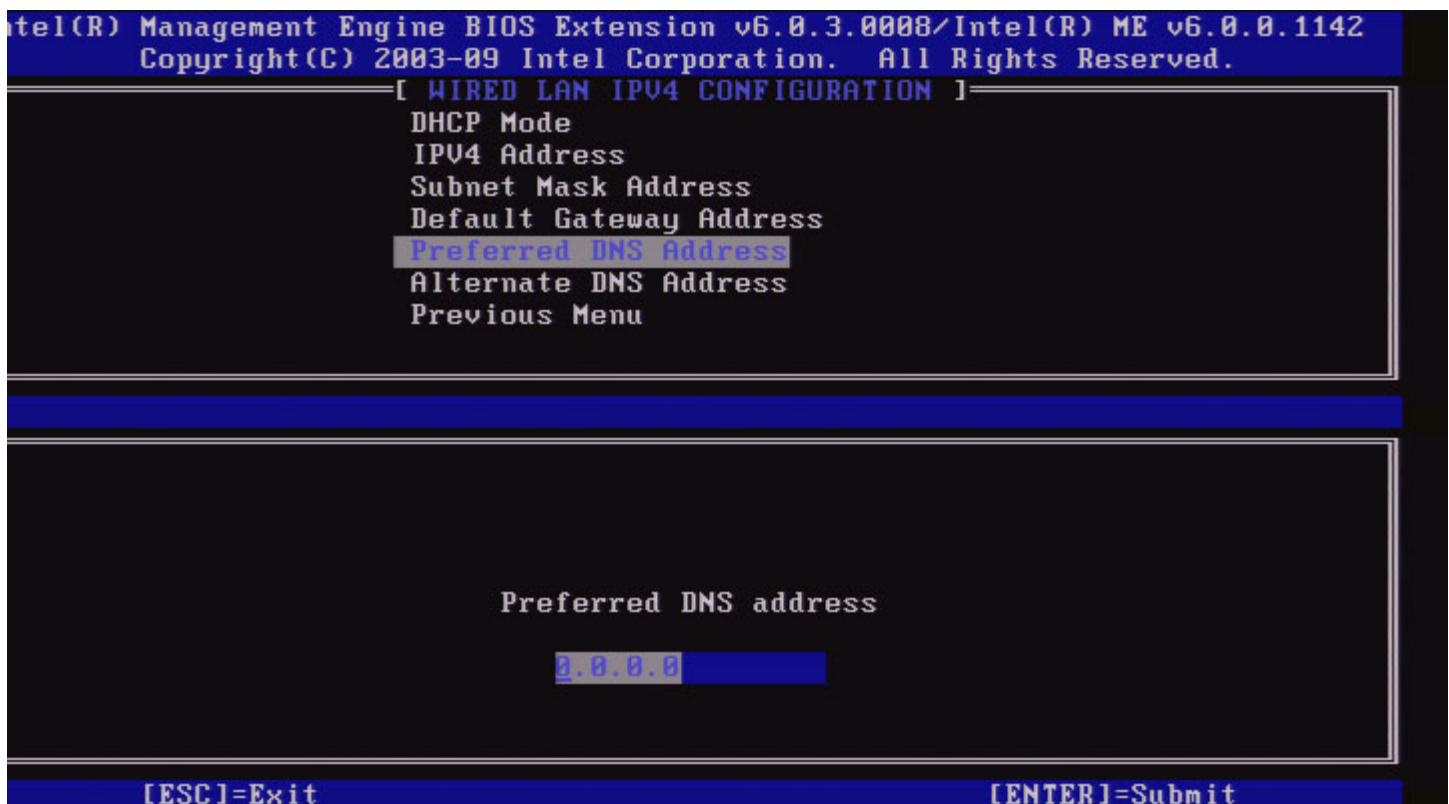 ntel(R) Management Engine BIOS Extension v6.0.3.0008/Intel(R) ME v6.0.0.1142
Copyright(C) 2003-09 Intel Corporation. All Rights Reserved.
[ WIRED LAN IPV4 CONFIGURATION ]
DHCP Mode
IPV4 Address
Subnet Mask Address
Default Gateway Address
Preferred DNS Address
Alternate DNS Address
Previous Menu
Preferred DNS address
0.0.0.0
[ESC]=Exit [ENTER]=Submit